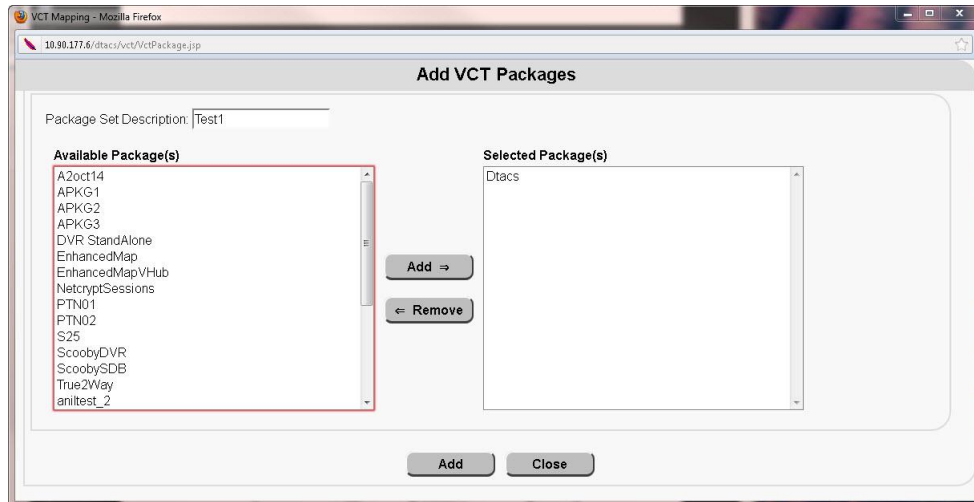 VCT Mapping - Mozilla Firefox
10.90.177.6/dtacs/vct/VctPackage.jsp
Add VCT Packages
Package Set Description: Test1
Available Package(s)
A2oct14
APKG1
APKG2
APKG3
DVR StandAlone
EnhancedMap
EnhancedMapVHub
NetcryptSessions
PTN01
PTN02
S25
ScoobyDVR
ScoobySDB
True2Way
aniltest_2
Add ⇒
⇐ Remove
Selected Package(s)
Dtacs
Add
Close